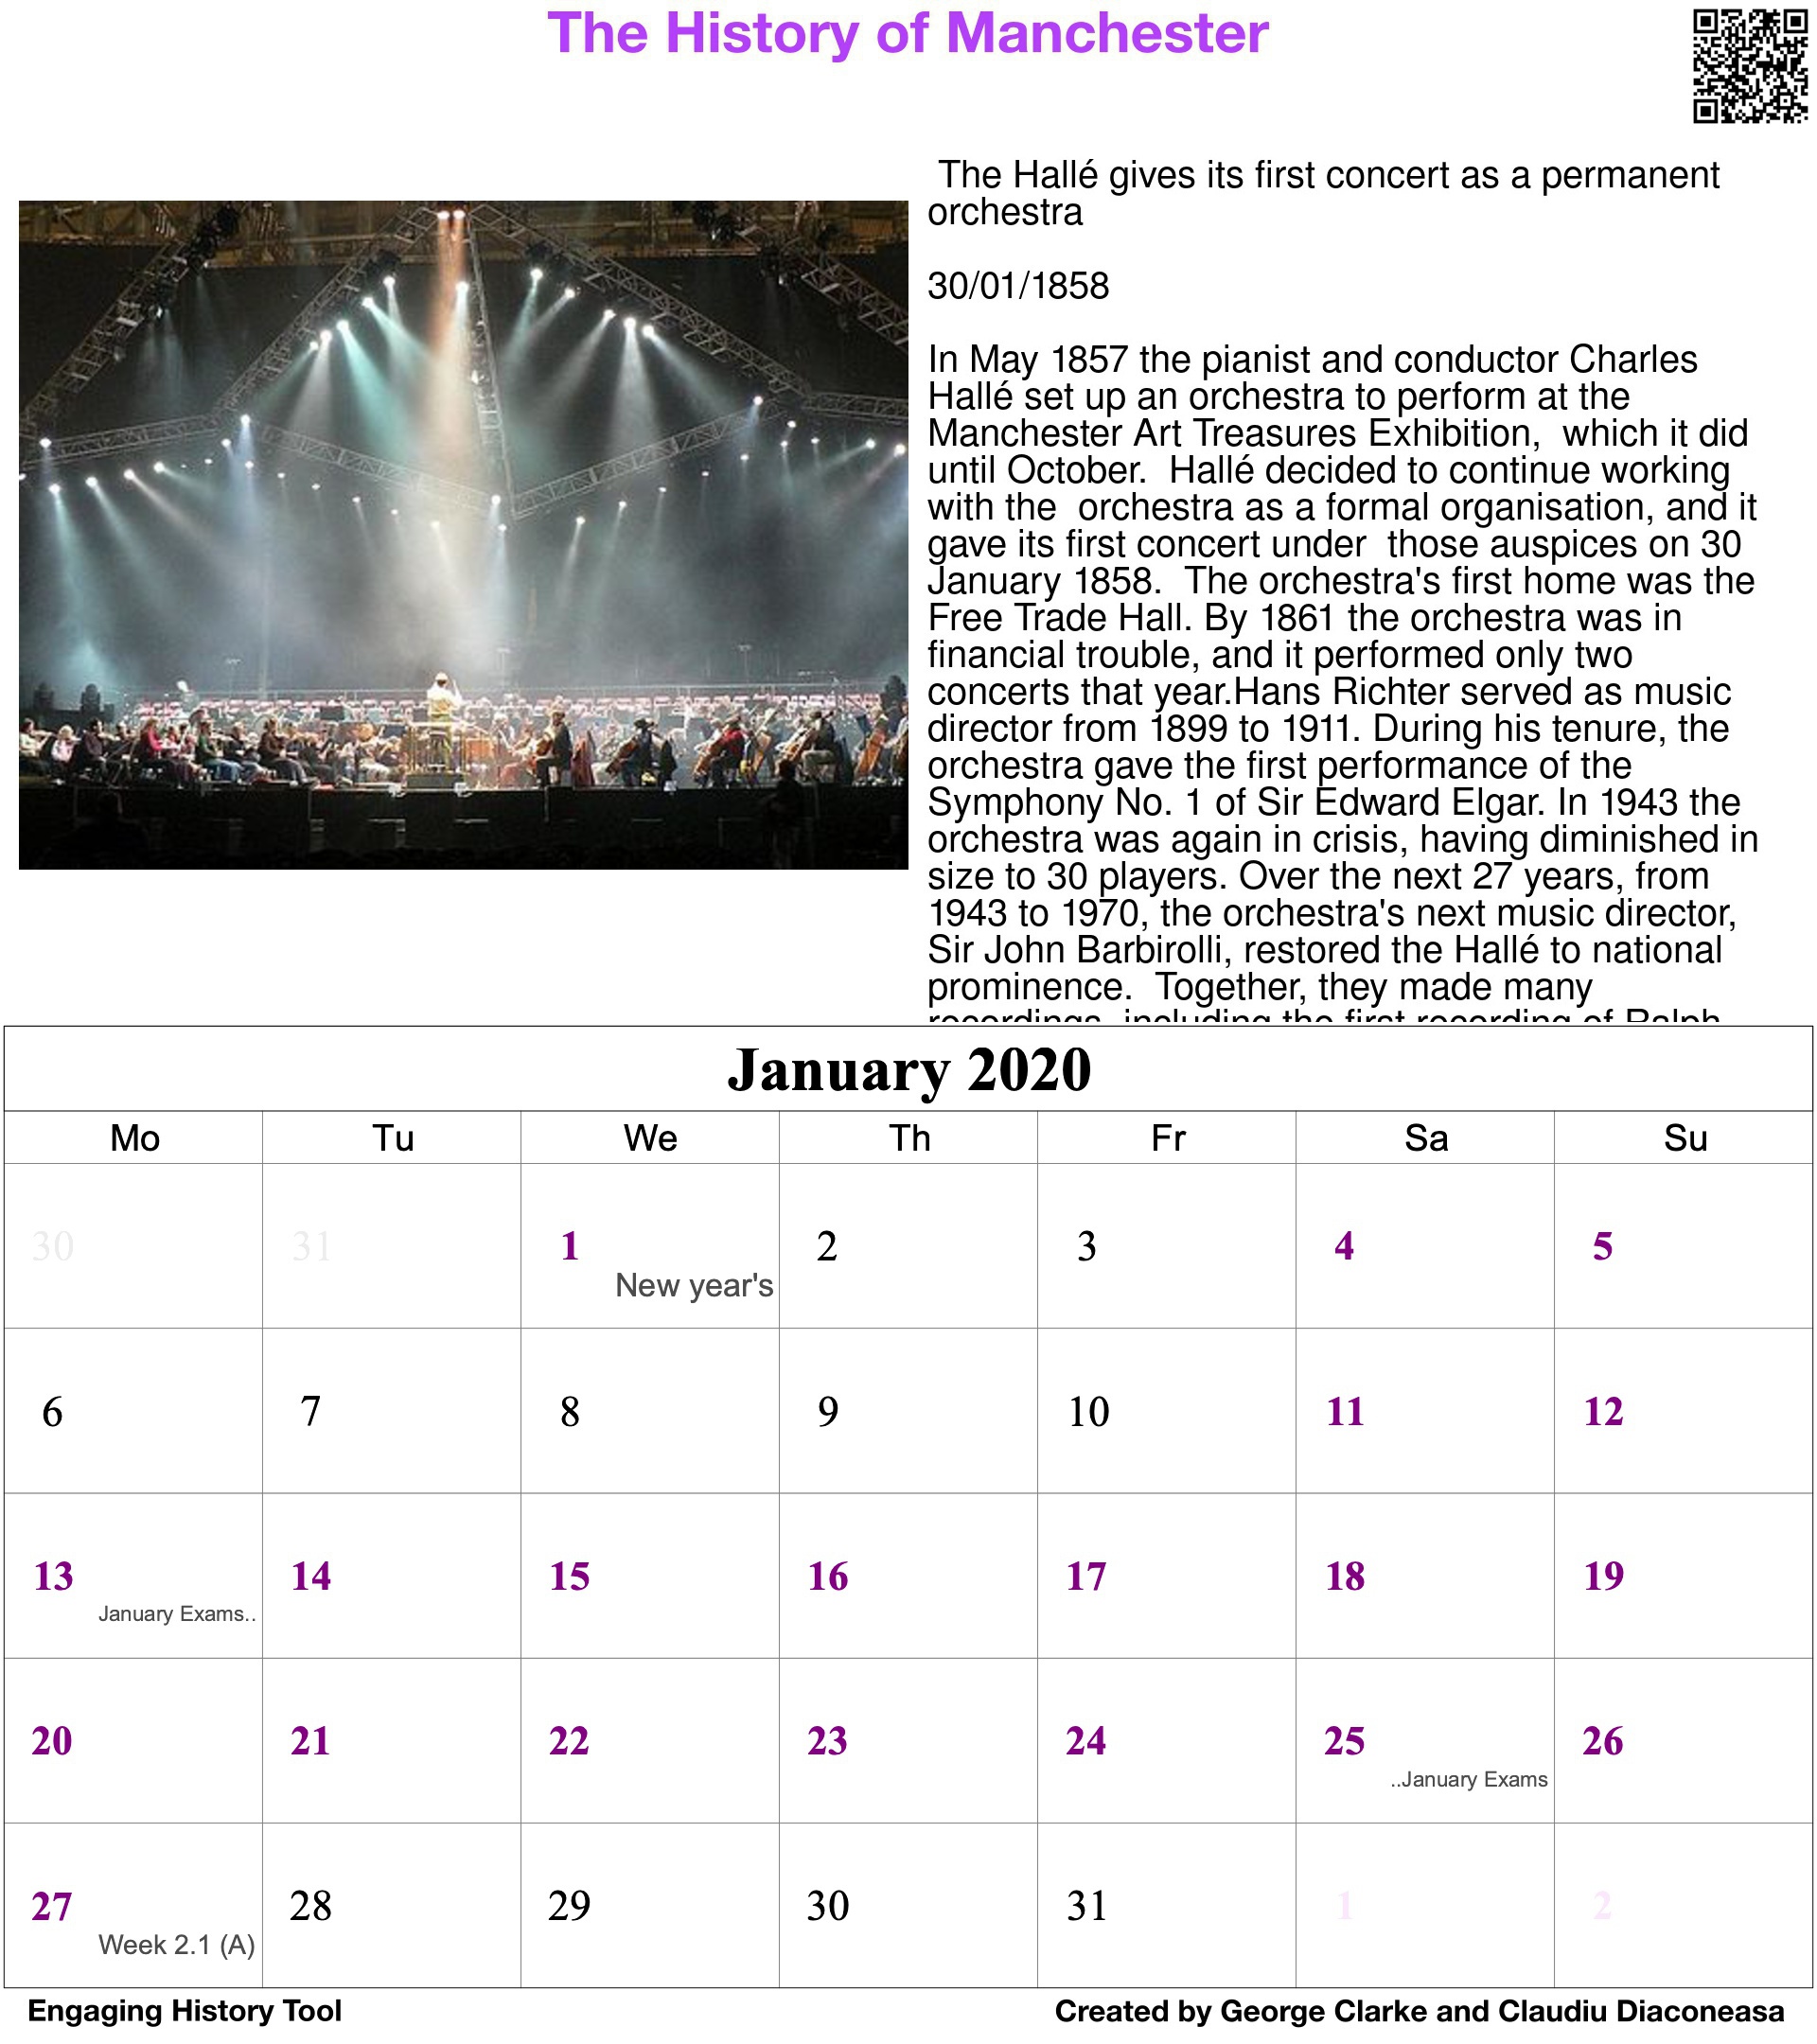 The History of Manchester
The Hallé gives its first concert as a permanent
orchestra
30/01/1858
In May 1857 the pianist and conductor Charles
Hallé set up an orchestra to perform at the
Manchester Art Treasures Exhibition,  which it did
until October.  Hallé decided to continue working
with the  orchestra as a formal organisation, and it
gave its first concert under  those auspices on 30
January 1858.  The orchestra's first home was the
Free Trade Hall. By 1861 the orchestra was in
financial trouble, and it performed only two
concerts that year.Hans Richter served as music
director from 1899 to 1911. During his tenure, the
orchestra gave the first performance of the
Symphony No. 1 of Sir Edward Elgar. In 1943 the
orchestra was again in crisis, having diminished in
size to 30 players. Over the next 27 years, from
1943 to 1970, the orchestra's next music director,
Sir John Barbirolli, restored the Hallé to national
prominence.  Together, they made many
recordings, including the first recording of Ralph
January 2020
Mo Tu We Th Fr Sa Su
30 31 1 2 3 4 5
New year's
6 7 8 9 10 11 12
13 14 15 16 17 18 19
January Exams..
20 21 22 23 24 25 26
..January Exams
27 28 29 30 31 1 2
Week 2.1 (A)
Engaging History Tool
Created by George Clarke and Claudiu Diaconeasa